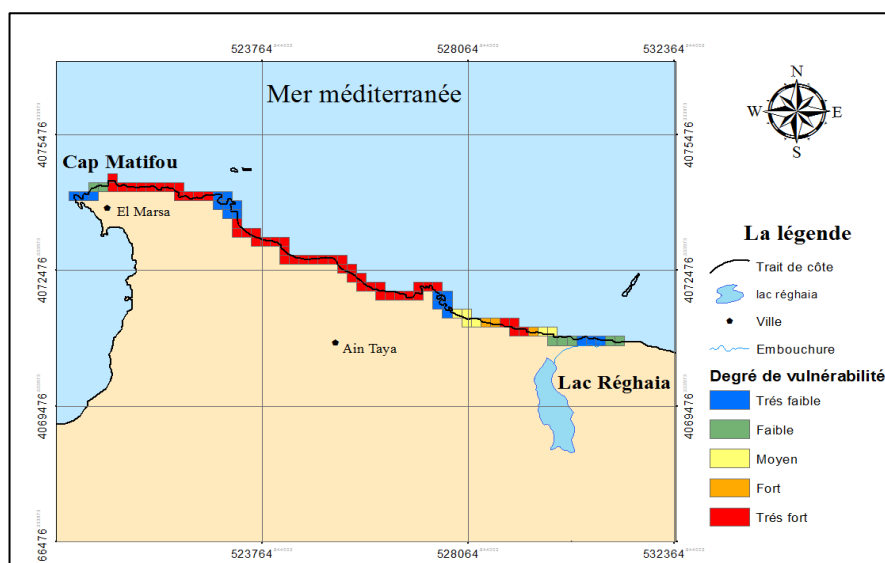 523764
528064
532364
Mer méditerranée
N
W
E
S
4075476
4075476
Cap Matifou
El Marsa
La légende
Trait de côte
lac réghaia
Ville
Embouchure
4072476
4072476
Ain Taya
Lac Réghaia
Degré de vulnérabilité
Trés faible
Faible
Moyen
Fort
Trés fort
4069476
4069476
66476
66476
523764
528064
532364